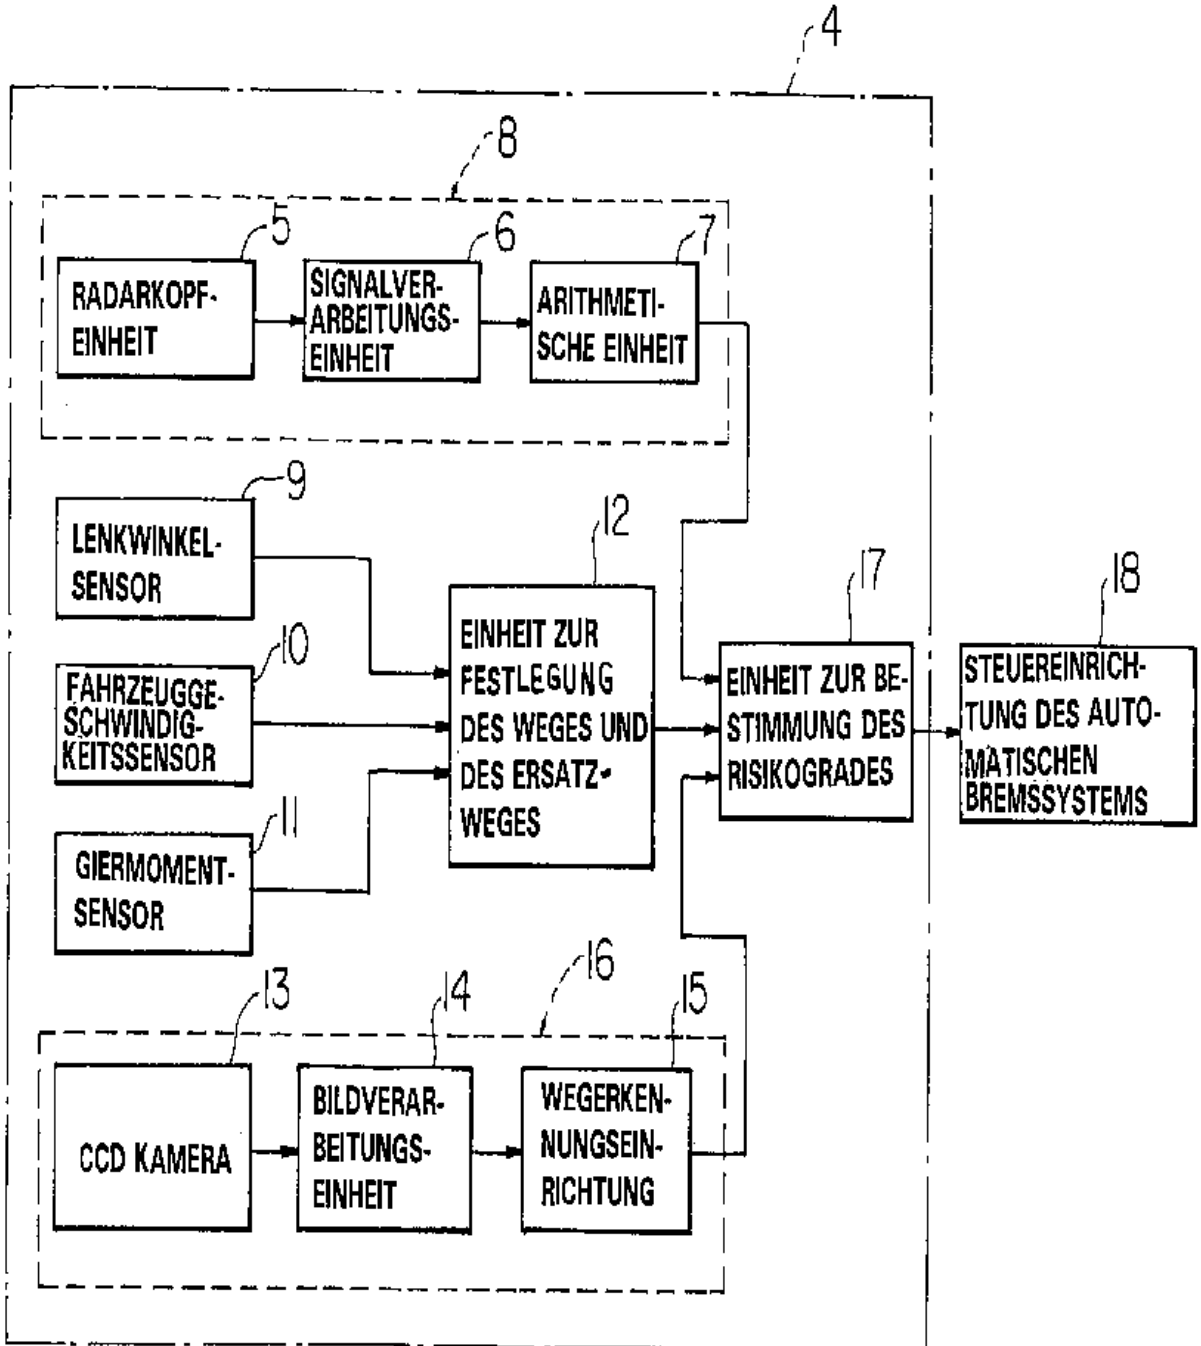 4
8
5
RADARKOPF-
EINHEIT
6
SIGNALVER-
ARBEITUNGS-
EINHEIT
7
ARITHMETI-
SCHE EINHEIT
9
LENKWINKEL-
SENSOR
10
FAHRZEUGGE-
SCHWINDIG-
KEITSSENSOR
11
GIERMOMENT-
SENSOR
12
EINHEIT ZUR
FESTLEGUNG
DES WEGES UND
DES ERSATZ-
WEGES
17
EINHEIT ZUR BE-
STIMMUNG DES
RISIKOGRADES
18
STEUEREINRICH-
TUNG DES AUTO-
MATISCHEN
BREMSSYSTEMS
16
13
CCD KAMERA
14
BILDVERAR-
BEITUNGS-
EINHEIT
15
WEGERKEN-
NUNGSEIN-
RICHTUNG